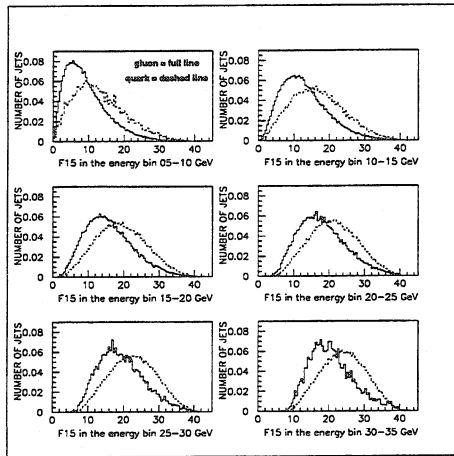 gluon = full line
quark = dashed line
NUMBER OF JETS
0.08
0.06
0.04
0.02
0
0 10 20 30 40
F15 in the energy bin 05-10 GeV
NUMBER OF JETS
0.08
0.06
0.04
0.02
0
0 10 20 30 40
F15 in the energy bin 10-15 GeV
NUMBER OF JETS
0.08
0.06
0.04
0.02
0
0 10 20 30 40
F15 in the energy bin 15-20 GeV
NUMBER OF JETS
0.08
0.06
0.04
0.02
0
0 10 20 30 40
F15 in the energy bin 20-25 GeV
NUMBER OF JETS
0.08
0.06
0.04
0.02
0
0 10 20 30 40
F15 in the energy bin 25-30 GeV
NUMBER OF JETS
0.08
0.06
0.04
0.02
0
0 10 20 30 40
F15 in the energy bin 30-35 GeV